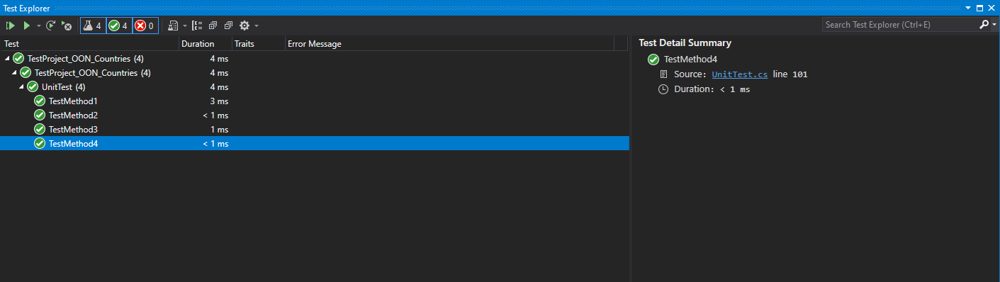 Test Explorer
4 4 0
Search Test Explorer (Ctrl+E)
Test Duration Traits Error Message
TestProject_OON_Countries (4) 4 ms
TestProject_OON_Countries (4) 4 ms
UnitTest (4) 4 ms
TestMethod1 3 ms
TestMethod2 < 1 ms
TestMethod3 1 ms
TestMethod4 < 1 ms
Test Detail Summary
TestMethod4
Source: UnitTest.cs line 101
Duration: < 1 ms